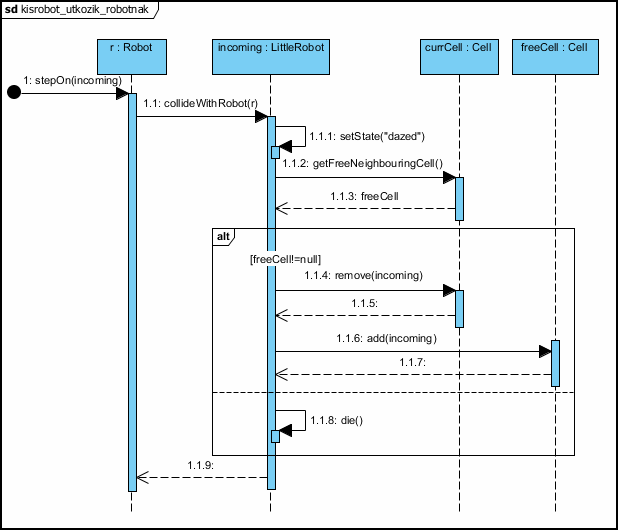 sd kisrobot_utkozik_robotnak
r : Robot
incoming : LittleRobot
currCell : Cell
freeCell : Cell
1: stepOn(incoming)
1.1: collideWithRobot(r)
1.1.1: setState("dazed")
1.1.2: getFreeNeighbouringCell()
1.1.3: freeCell
alt
[freeCell!=null]
1.1.4: remove(incoming)
1.1.5:
1.1.6: add(incoming)
1.1.7:
1.1.8: die()
1.1.9: